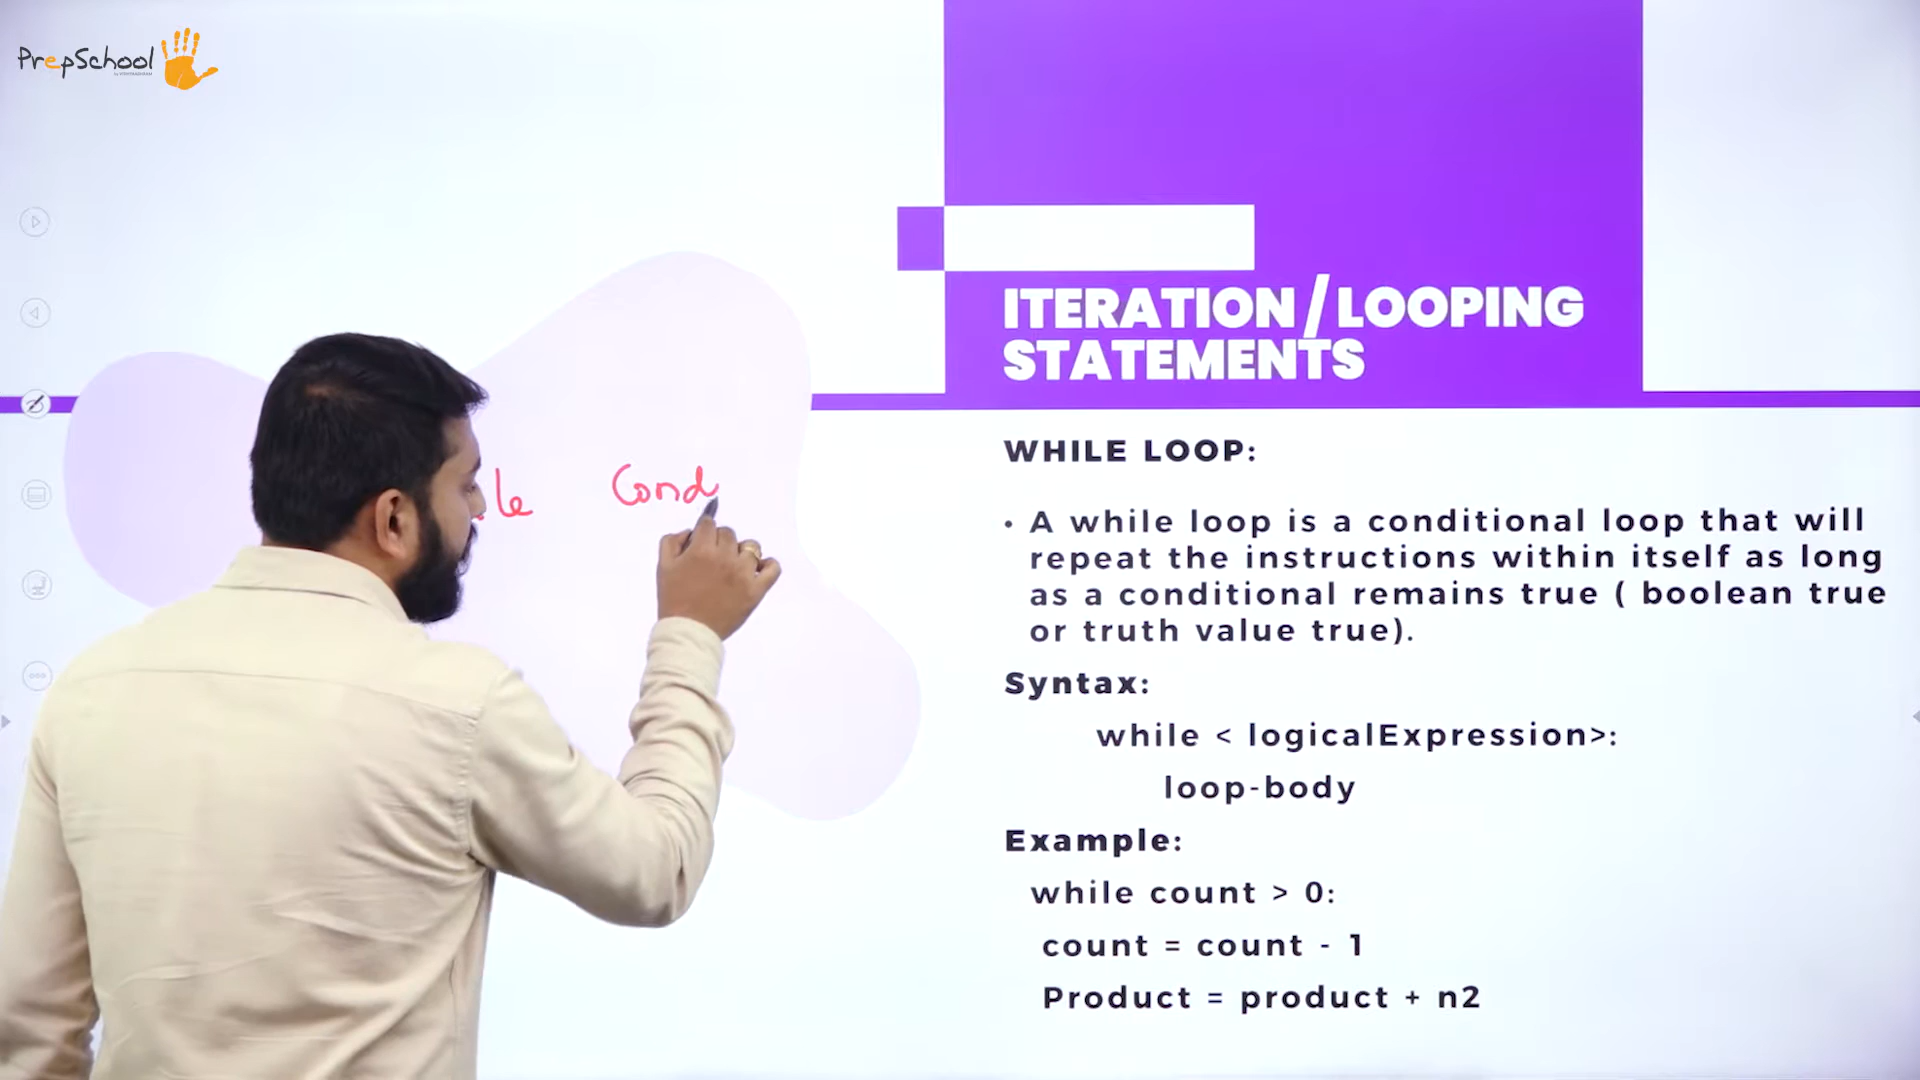 PrepSchool
ITERATION/LOOPING
STATEMENTS
WHILE LOOP:
• A while loop is a conditional loop that will
repeat the instructions within itself as long
as a conditional remains true ( boolean true
or truth value true).
Syntax:
while < logicalExpression>:
loop-body
Example:
while count > 0:
count = count - 1
Product = product + n2
Cond